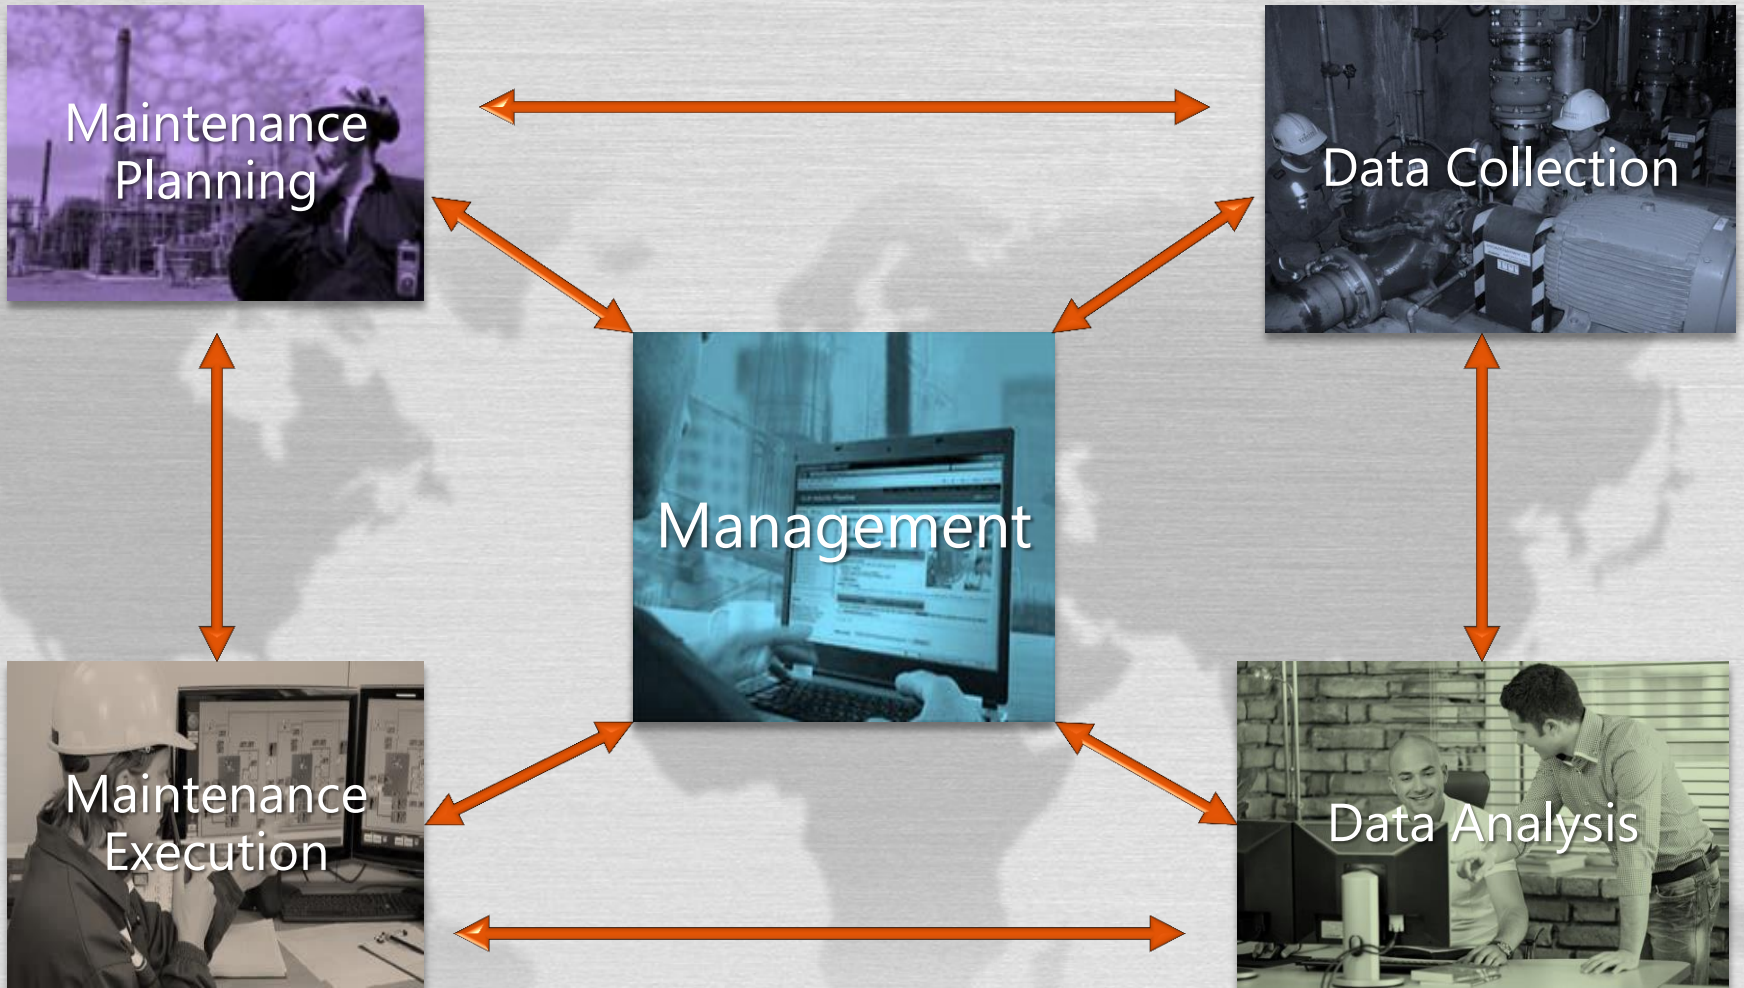 Maintenance
Planning
Data Collection
Management
Maintenance
Execution
Data Analysis